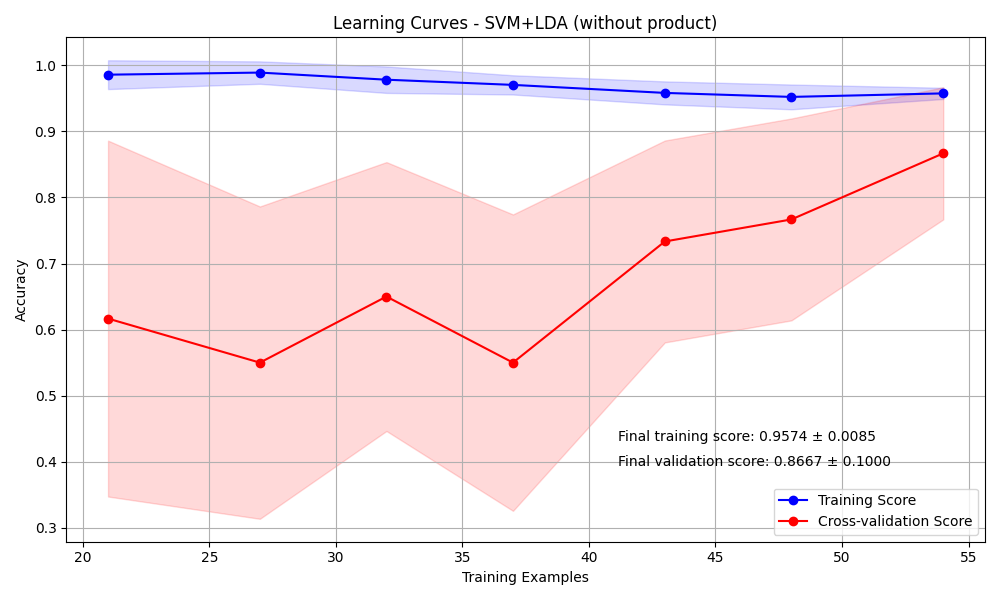 Learning Curves - SVM+LDA (without product)
1.0
0.9
0.8
0.7
0.6
0.5
0.4
0.3
Accuracy
Final training score: 0.9574 ± 0.0085
Final validation score: 0.8667 ± 0.1000
Training Score
Cross-validation Score
20 25 30 35 40 45 50 55
Training Examples